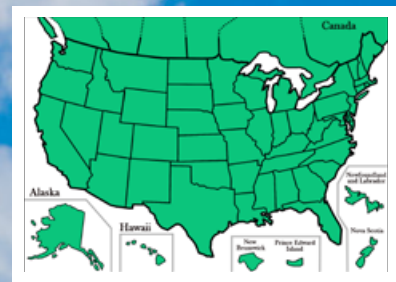 Canada
Alaska
Hawaii
New
Brunswick
Prince Edward
Island
Newfoundland
and Labrador
Nova Scotia